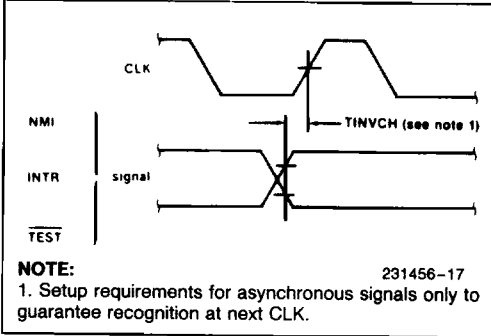 CLK
NMI
TINVCH (see note 1)
INTR
signal
TEST
NOTE:
231456-17
1. Setup requirements for asynchronous signals only to
guarantee recognition at next CLK.